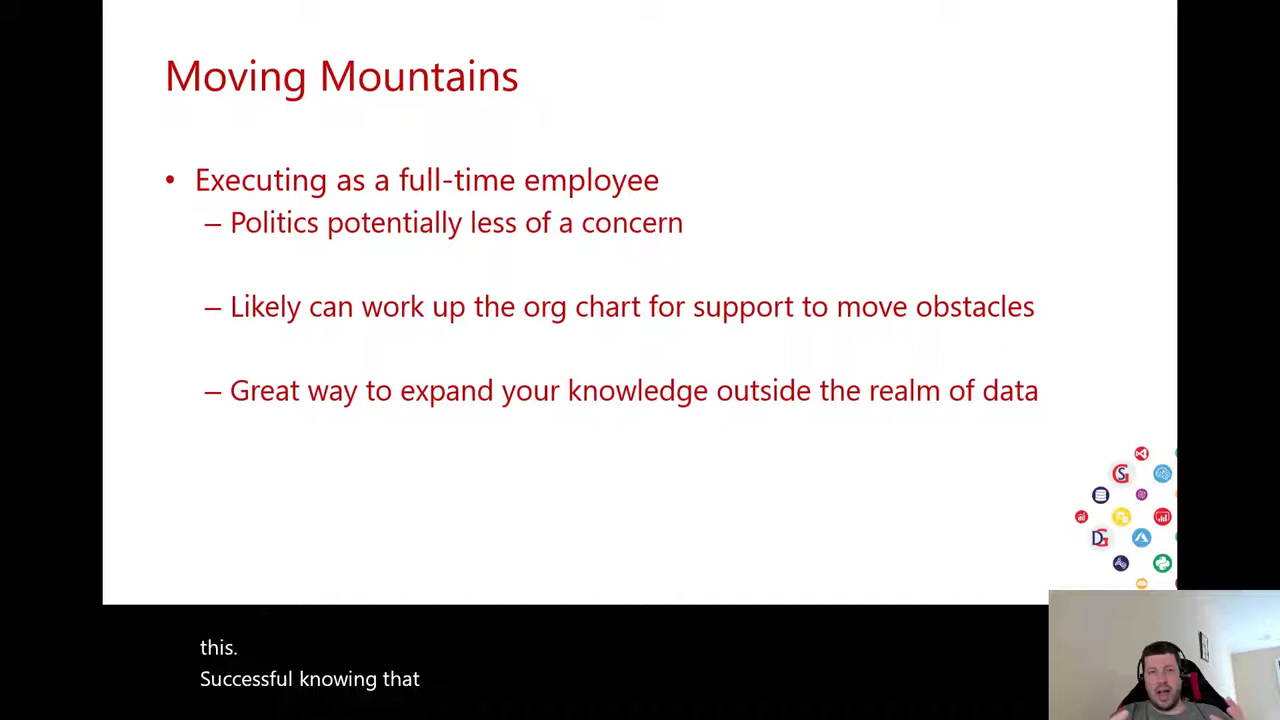 Moving Mountains
• Executing as a full-time employee
– Politics potentially less of a concern
– Likely can work up the org chart for support to move obstacles
– Great way to expand your knowledge outside the realm of data
this.
Successful knowing that